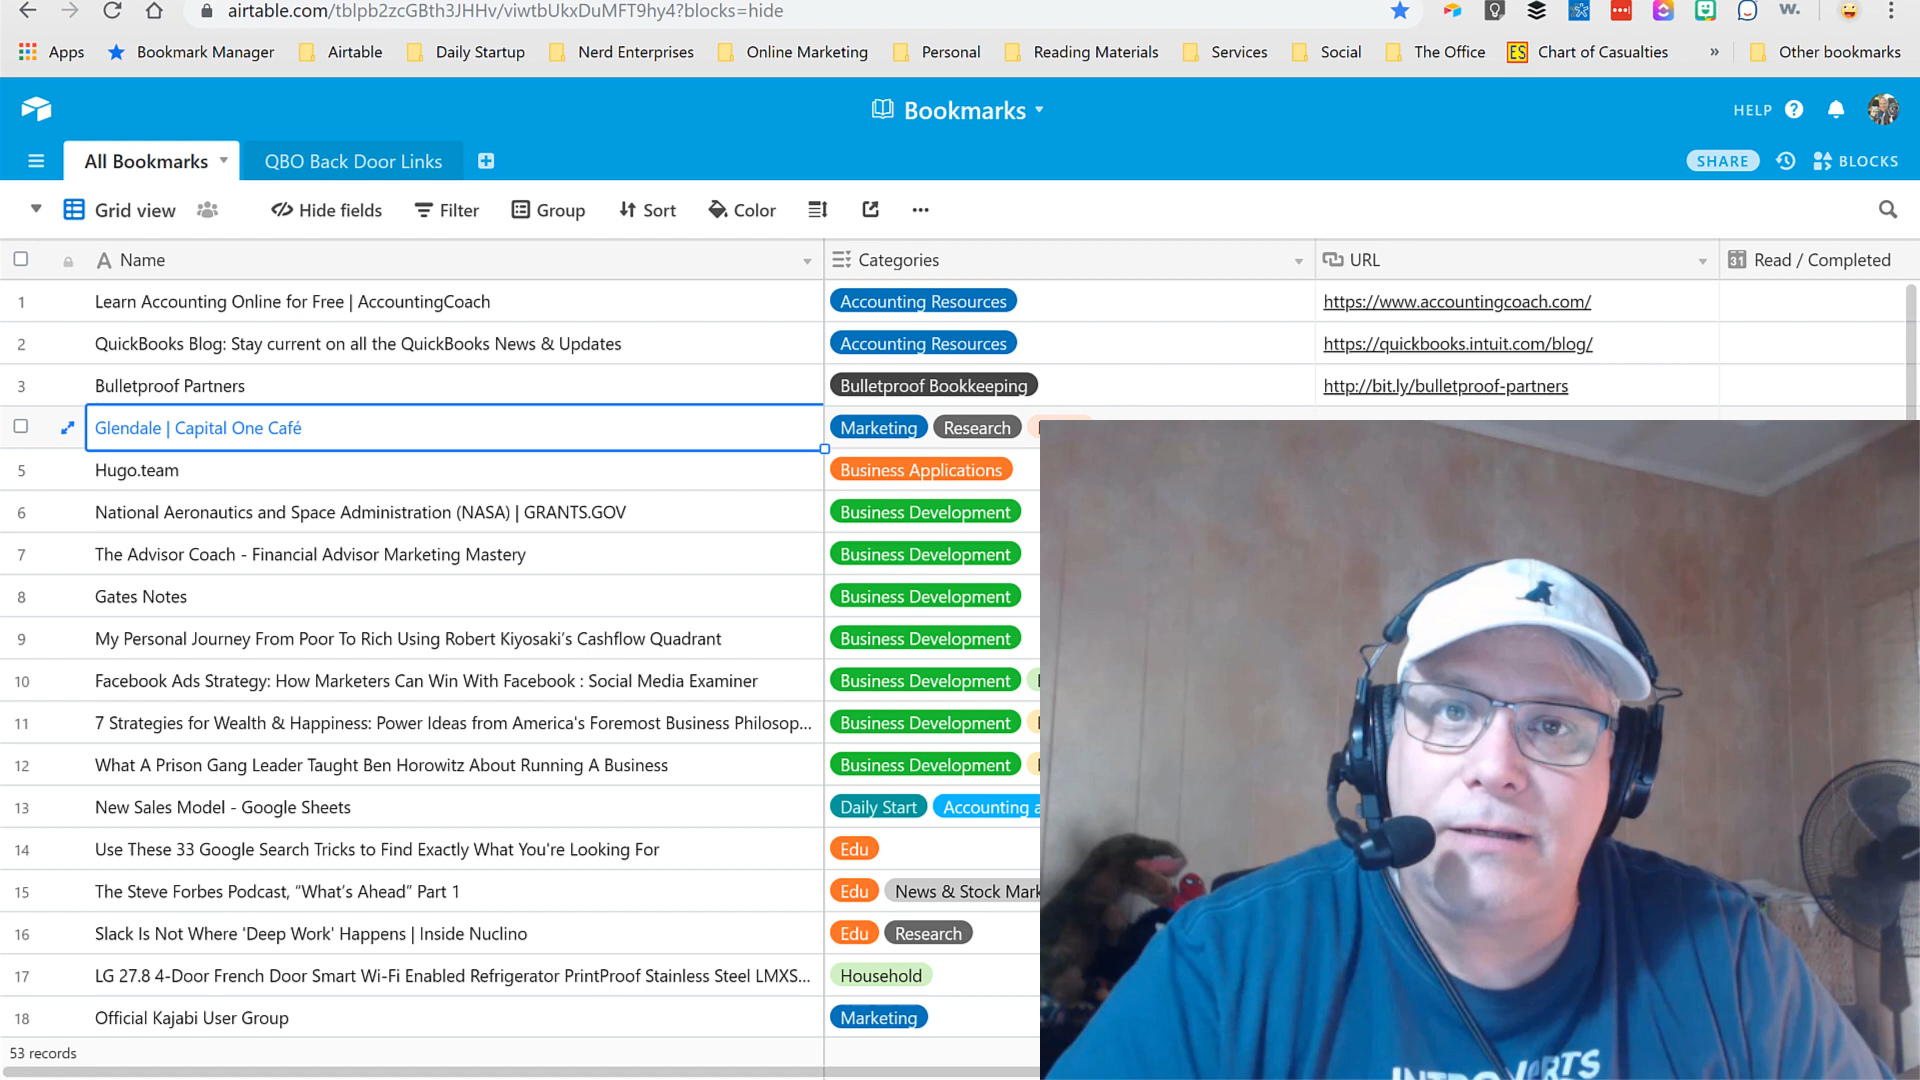 airtable.com/tblpb2zcGBth3JHHv/viwtbUkxDuMFT9hy4?blocks=hide
w.
Apps Bookmark Manager Airtable Daily Startup Nerd Enterprises Online Marketing Personal Reading Materials Services Social The Office ES Chart of Casualties » Other bookmarks
Bookmarks
HELP ?
All Bookmarks QBO Back Door Links
SHARE BLOCKS
Grid view Hide fields Filter Group Sort Color
A Name Categories URL 31 Read / Completed
1 Learn Accounting Online for Free | AccountingCoach Accounting Resources https://www.accountingcoach.com/
2 QuickBooks Blog: Stay current on all the QuickBooks News & Updates Accounting Resources https://quickbooks.intuit.com/blog/
3 Bulletproof Partners Bulletproof Bookkeeping http://bit.ly/bulletproof-partners
Glendale | Capital One Café Marketing Research
5 Hugo.team Business Applications
6 National Aeronautics and Space Administration (NASA) | GRANTS.GOV Business Development
7 The Advisor Coach - Financial Advisor Marketing Mastery Business Development
8 Gates Notes Business Development
9 My Personal Journey From Poor To Rich Using Robert Kiyosaki’s Cashflow Quadrant Business Development
10 Facebook Ads Strategy: How Marketers Can Win With Facebook : Social Media Examiner Business Development
11 7 Strategies for Wealth & Happiness: Power Ideas from America's Foremost Business Philosop... Business Development
12 What A Prison Gang Leader Taught Ben Horowitz About Running A Business Business Development
13 New Sales Model - Google Sheets Daily Start Accounting a
14 Use These 33 Google Search Tricks to Find Exactly What You're Looking For Edu
15 The Steve Forbes Podcast, “What’s Ahead” Part 1 Edu News & Stock Mark
16 Slack Is Not Where 'Deep Work' Happens | Inside Nuclino Edu Research
17 LG 27.8 4-Door French Door Smart Wi-Fi Enabled Refrigerator PrintProof Stainless Steel LMXS... Household
18 Official Kajabi User Group Marketing
53 records